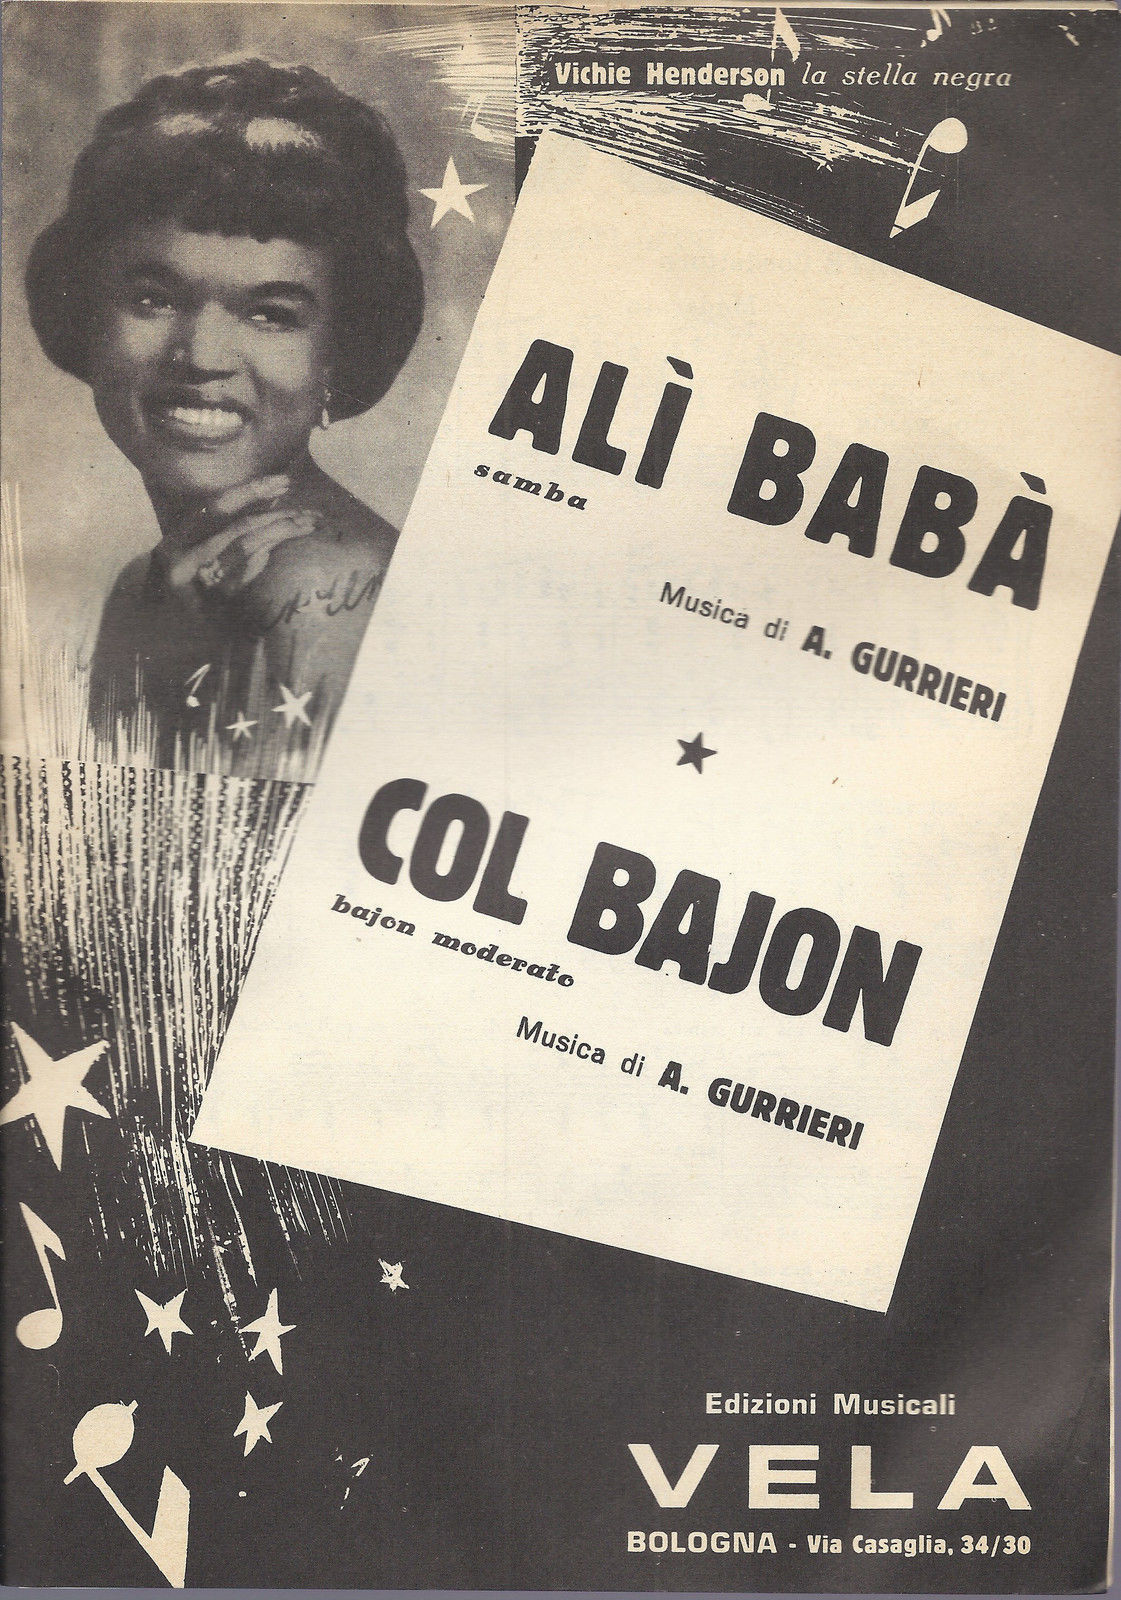 Vichie Henderson la stella negra
ALÌ BABÀ
samba
Musica di A. GURRIERI
COL BAJON
bajon moderato
Musica di A. GURRIERI
Edizioni Musicali
VELA
BOLOGNA - Via Casaglia, 34/30